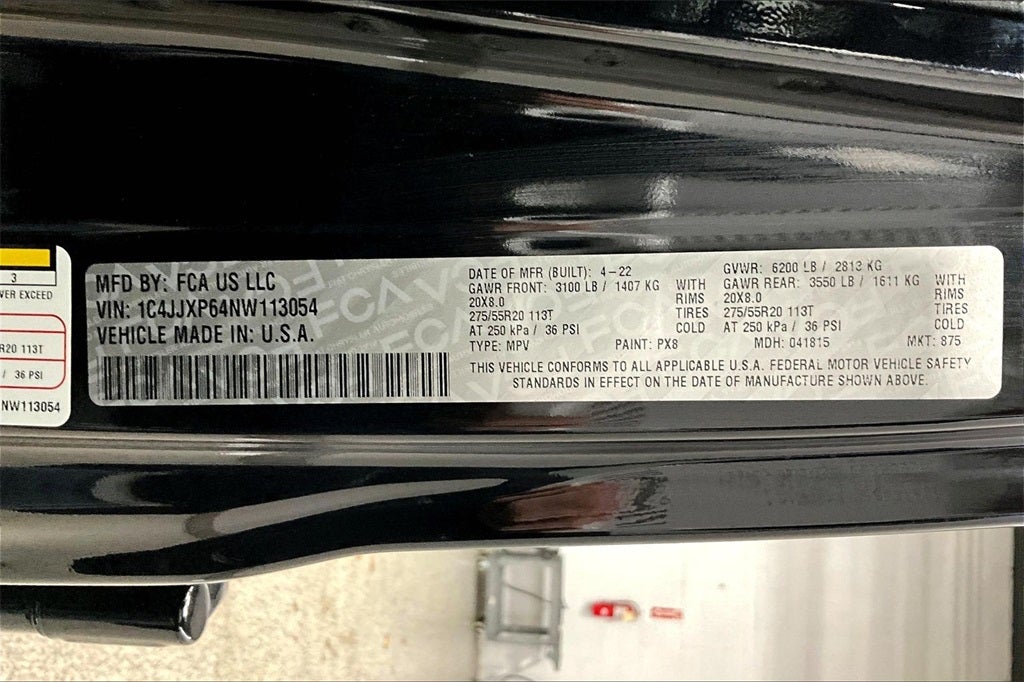 3
VER EXCEED
R20 113T
/ 36 PSI
NW113054
MFD BY: FCA US LLC
VIN: 1C4JJXP64NW113054
VEHICLE MADE IN: U.S.A.
DATE OF MFR (BUILT): 4-22
GAWR FRONT: 3100 LB / 1407 KG WITH
20X8.0 RIMS
275/55R20 113T TIRES
AT 250 kPa / 36 PSI COLD
TYPE: MPV PAINT: PX8
GVWR: 6200 LB / 2813 KG
GAWR REAR: 3550 LB / 1611 KG WITH
20X8.0 RIMS
275/55R20 113T TIRES
AT 250 kPa / 36 PSI COLD
MDH: 041815 MKT: 875
THIS VEHICLE CONFORMS TO ALL APPLICABLE U.S.A. FEDERAL MOTOR VEHICLE SAFETY
STANDARDS IN EFFECT ON THE DATE OF MANUFACTURE SHOWN ABOVE.